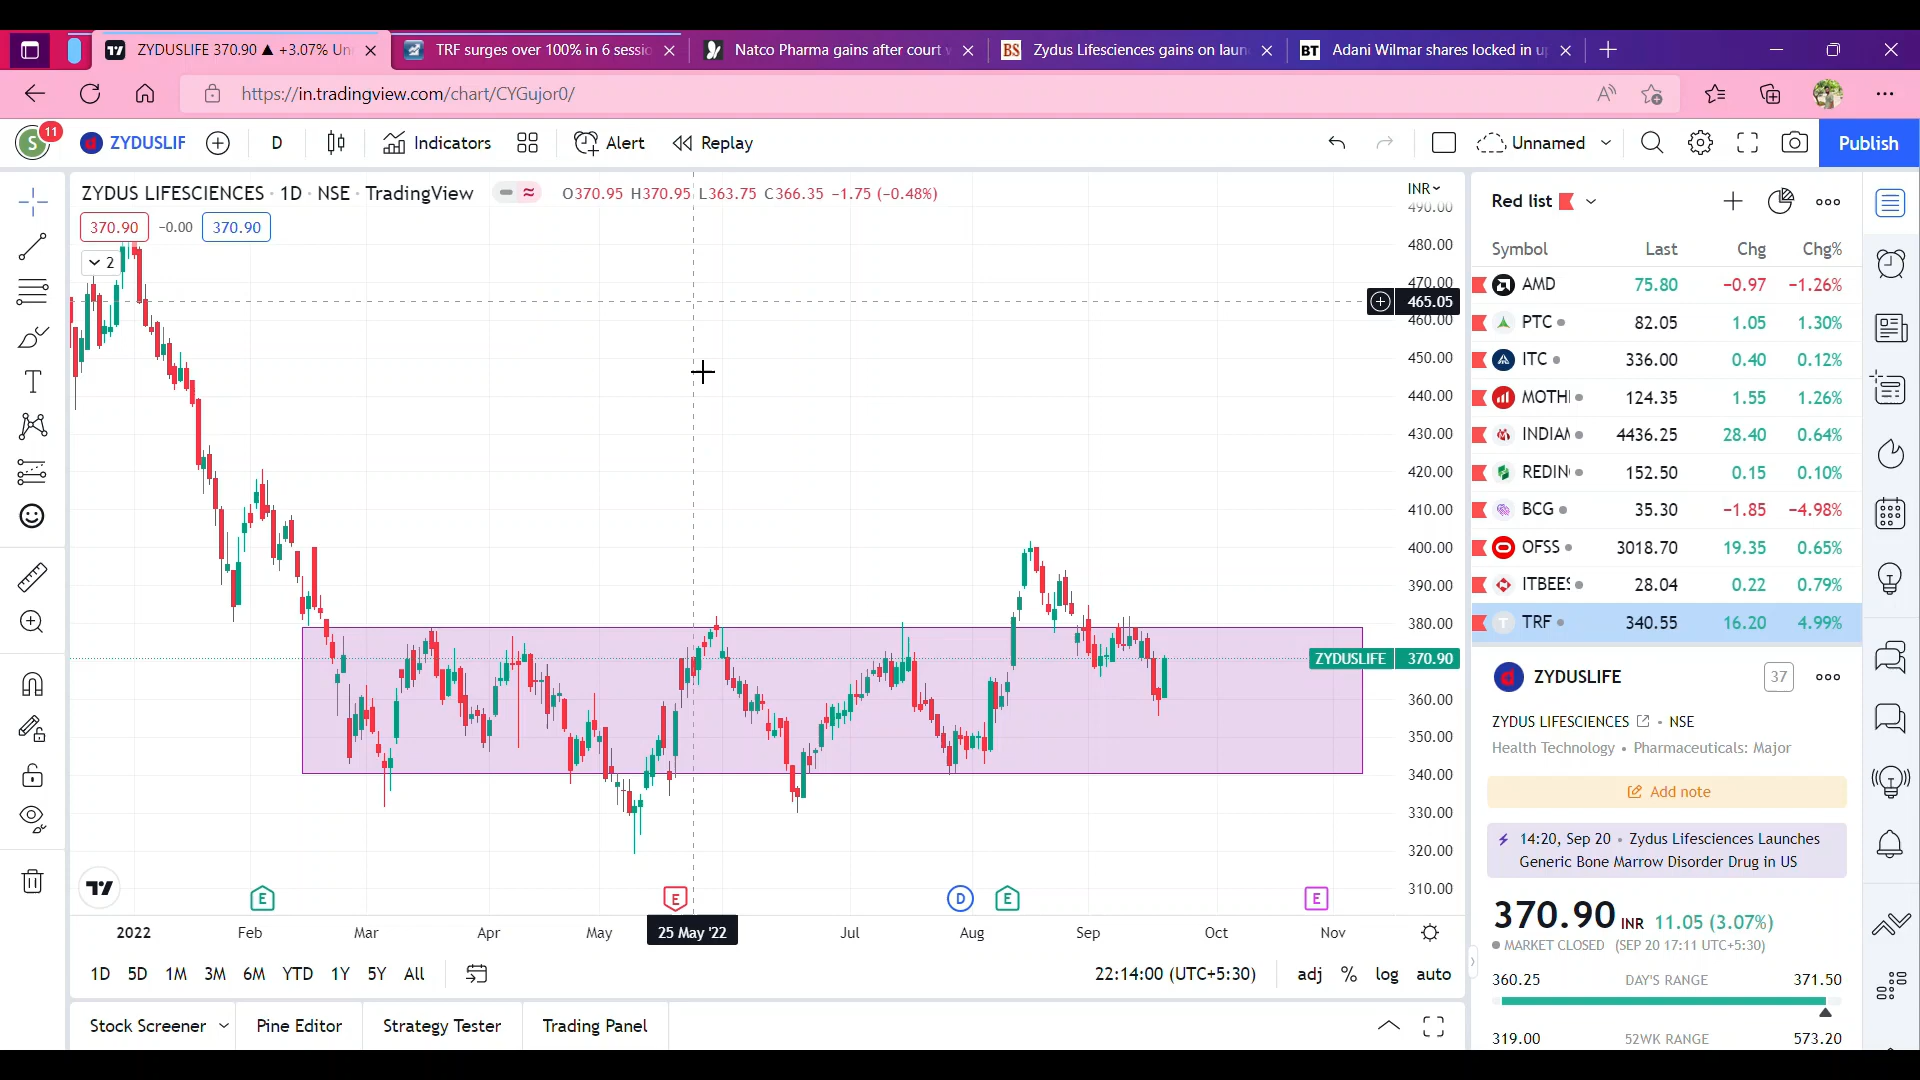 ZYDUSLIFE 370.90 ▲ +3.07% Un
TRF surges over 100% in 6 sessio
Natco Pharma gains after court
BS Zydus Lifesciences gains on laun
BT Adani Wilmar shares locked in up
https://in.tradingview.com/chart/CYGujor0/
S 11 ZYDUSLIF D Indicators Alert Replay Unnamed Publish
ZYDUS LIFESCIENCES · 1D · NSE · TradingView O370.95 H370.95 L363.75 C366.35 −1.75 (−0.48%)
370.90 −0.00 370.90
2
INR
490.00
480.00
470.00
465.05
460.00
450.00
440.00
430.00
420.00
410.00
400.00
390.00
380.00
ZYDUSLIFE 370.90
360.00
350.00
340.00
330.00
320.00
310.00
E E D E E
2022 Feb Mar Apr May 25 May '22 Jul Aug Sep Oct Nov
1D 5D 1M 3M 6M YTD 1Y 5Y All 22:14:00 (UTC+5:30) adj % log auto
Stock Screener Pine Editor Strategy Tester Trading Panel
Red list
Symbol Last Chg Chg%
AMD 75.80 −0.97 −1.26%
PTC 82.05 1.05 1.30%
ITC 336.00 0.40 0.12%
MOTHI 124.35 1.55 1.26%
INDIAN 4436.25 28.40 0.64%
REDIN 152.50 0.15 0.10%
BCG 35.30 −1.85 −4.98%
OFSS 3018.70 19.35 0.65%
ITBEES 28.04 0.22 0.79%
T TRF 340.55 16.20 4.99%
ZYDUSLIFE 37
ZYDUS LIFESCIENCES • NSE
Health Technology • Pharmaceuticals: Major
Add note
14:20, Sep 20 • Zydus Lifesciences Launches
Generic Bone Marrow Disorder Drug in US
370.90 INR 11.05 (3.07%)
MARKET CLOSED (SEP 20 17:11 UTC+5:30)
360.25 DAY'S RANGE 371.50
319.00 52WK RANGE 573.20